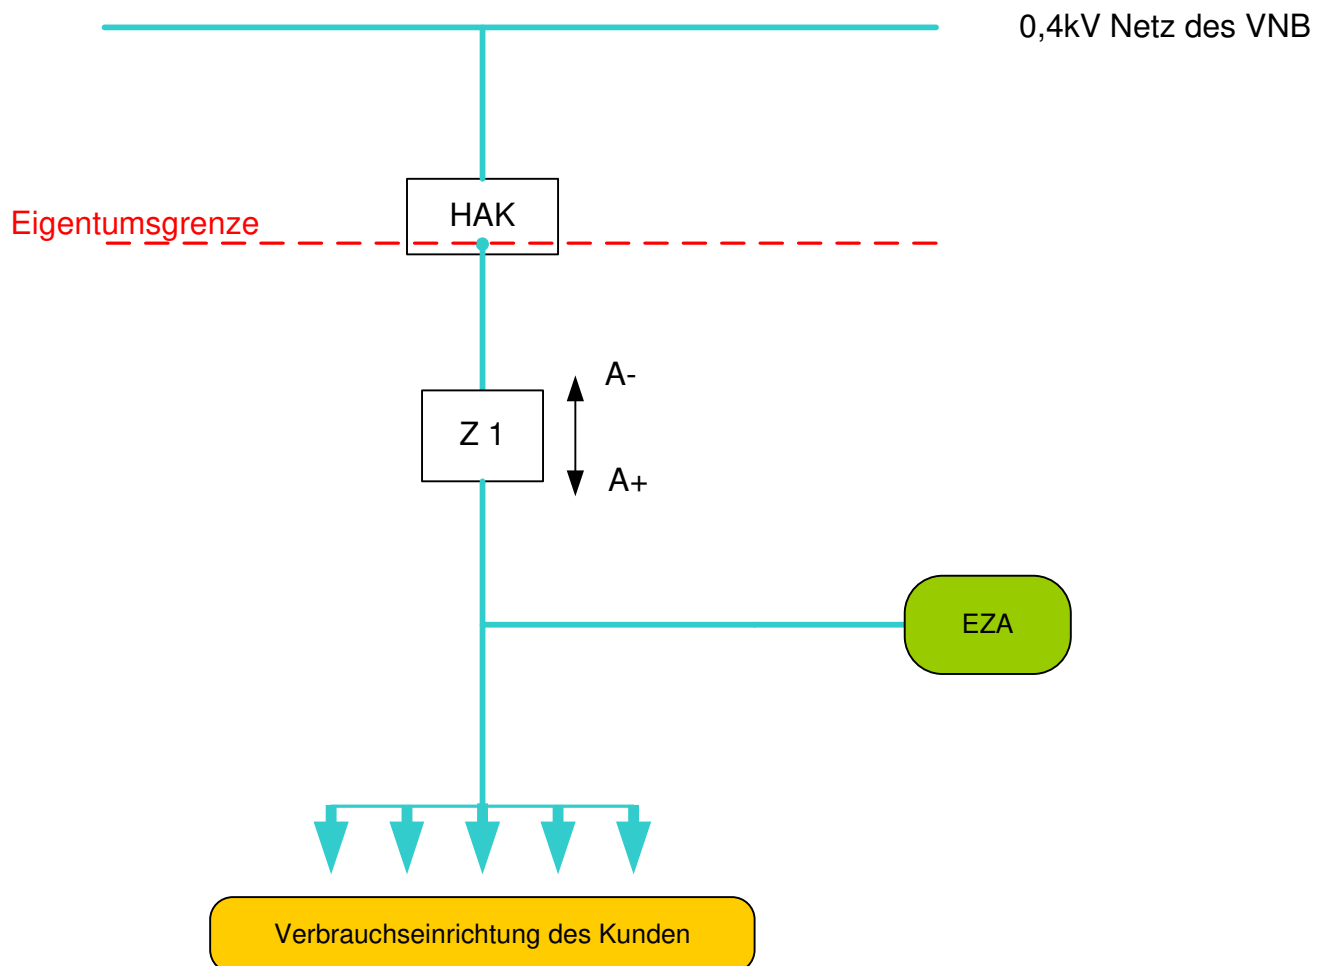 0,4kV Netz des VNB
HAK
Eigentumsgrenze
A-
Z 1
A+
EZA
Verbrauchseinrichtung des Kunden